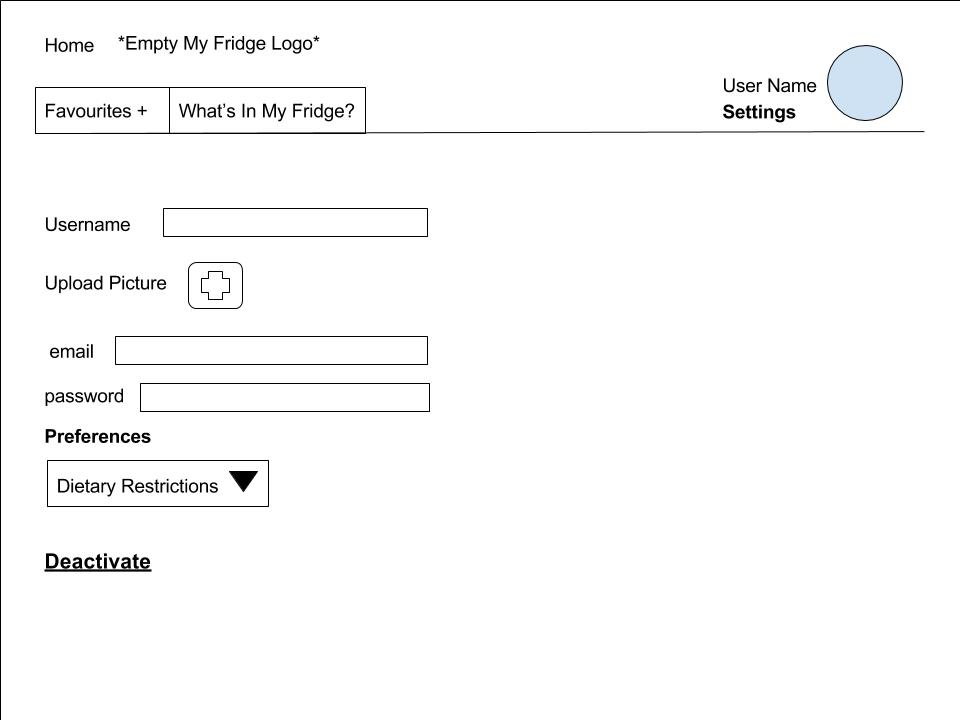 Home *Empty My Fridge Logo*
User Name
Settings
Favourites + What's In My Fridge?
Username
Upload Picture
email
password
Preferences
Dietary Restrictions
Deactivate